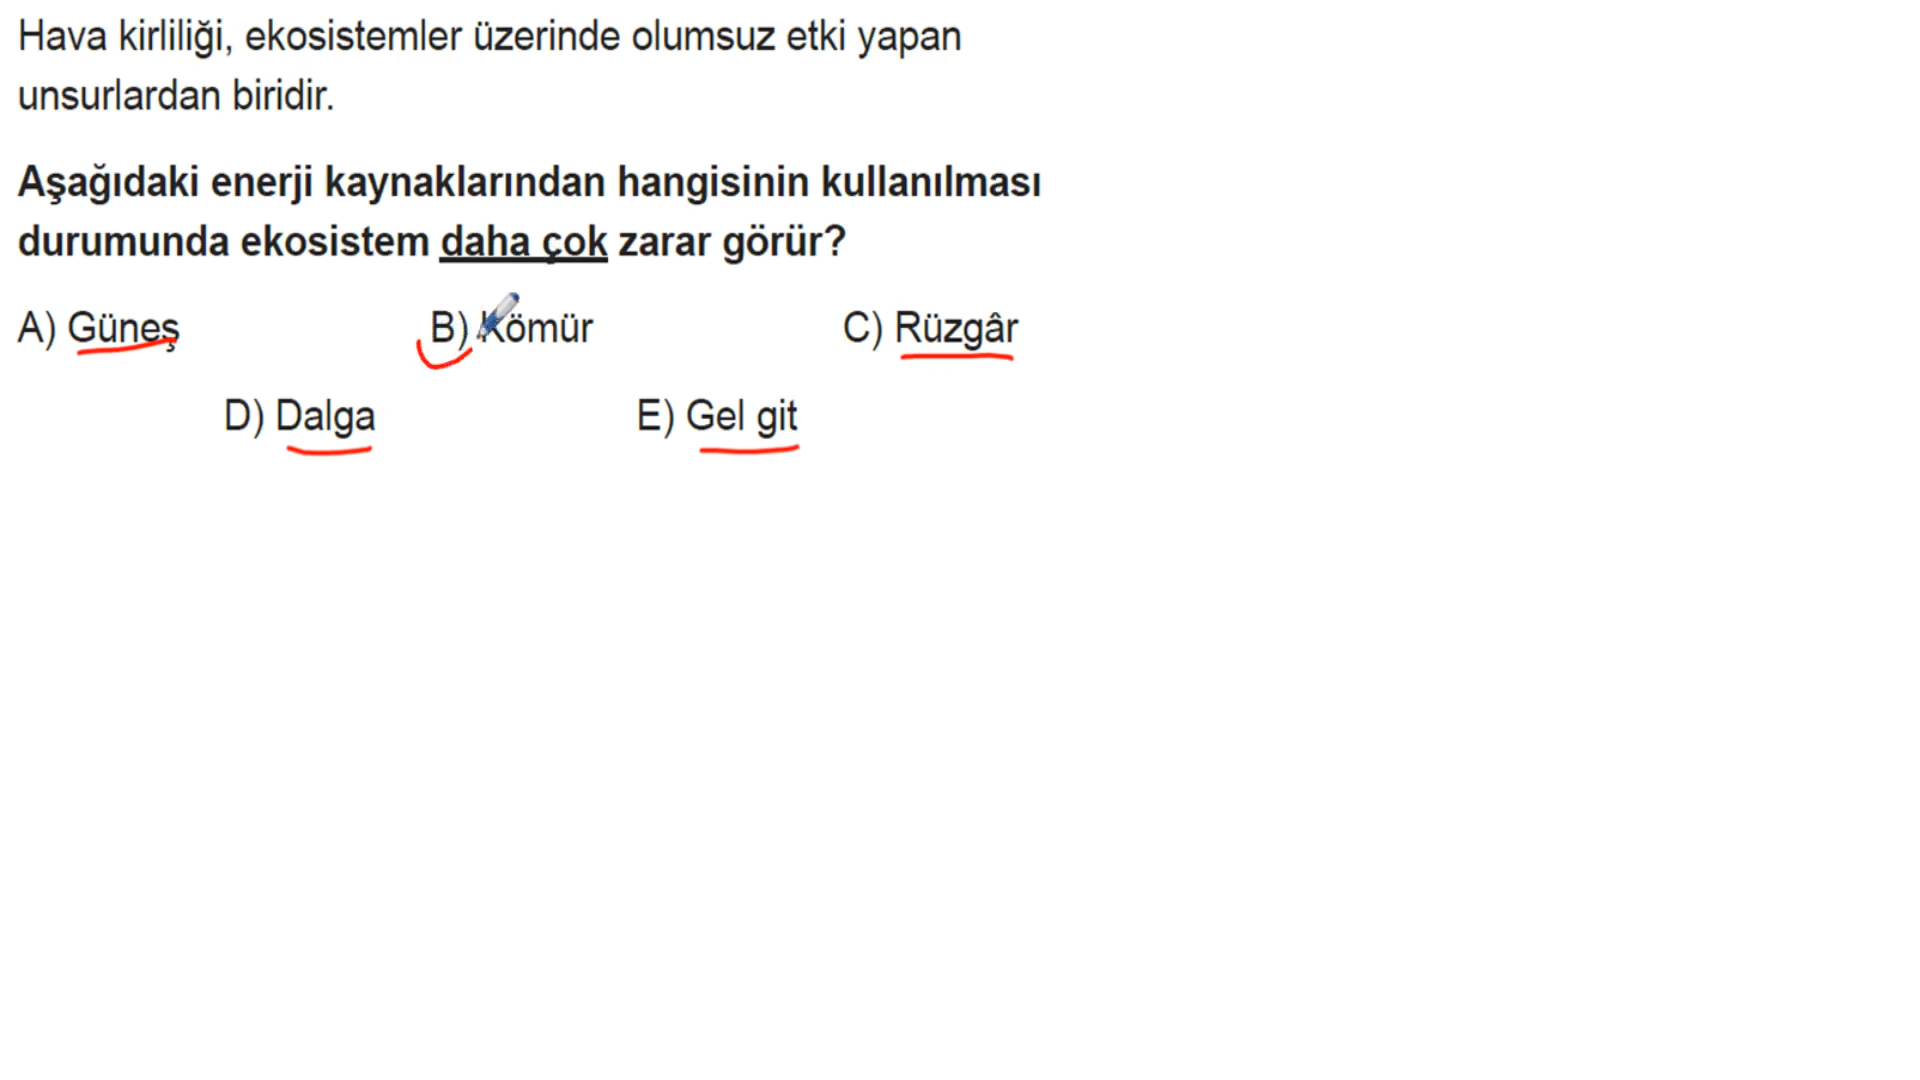 Hava kirliliği, ekosistemler üzerinde olumsuz etki yapan
unsurlardan biridir.
Aşağıdaki enerji kaynaklarından hangisinin kullanılması
durumunda ekosistem daha çok zarar görür?
A) Güneş B) Kömür C) Rüzgâr
D) Dalga E) Gel git